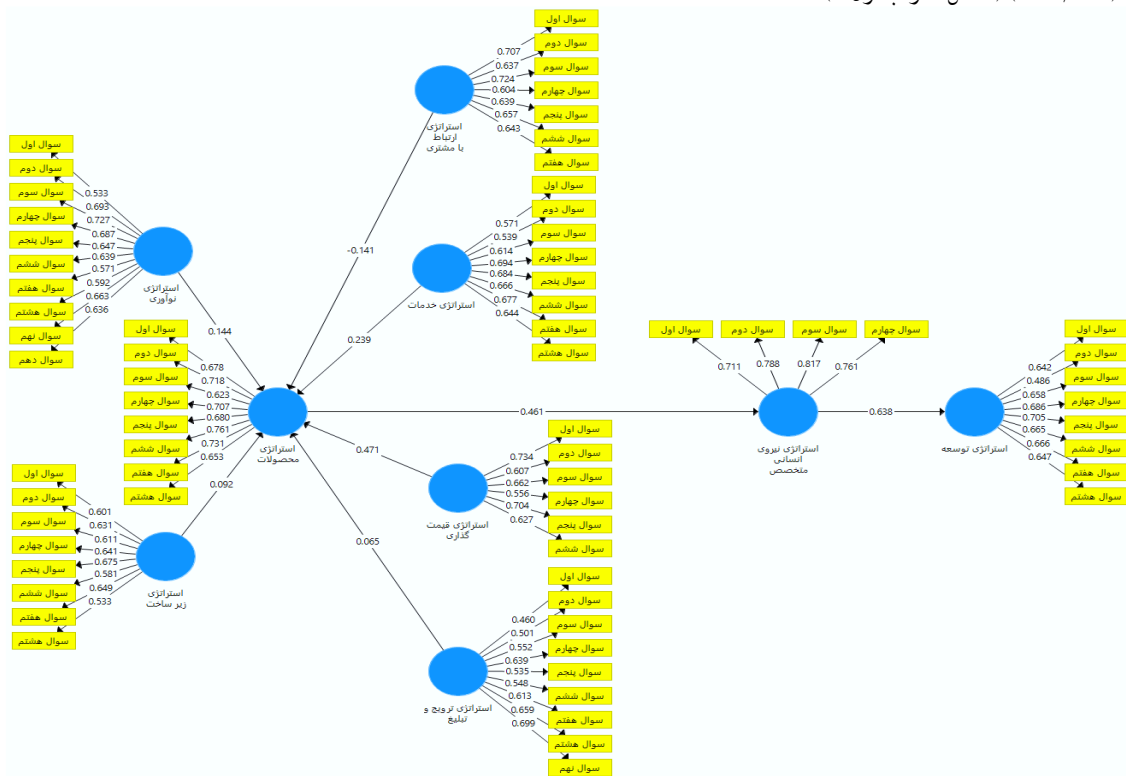 سوال اول
سوال دوم
سوال سوم
سوال چهارم
سوال پنجم
سوال ششم
سوال هفتم
0.707
0.637
0.724
0.604
0.639
0.657
0.643
استراتژی
ارتباط
با مشتری
سوال اول
سوال دوم
سوال سوم
سوال چهارم
سوال پنجم
سوال ششم
سوال هفتم
سوال هشتم
سوال نهم
سوال دهم
0.533
0.693
0.727
0.687
0.647
0.639
0.571
0.592
0.663
0.636
استراتژی
نوآوری
سوال اول
سوال دوم
سوال سوم
سوال چهارم
سوال پنجم
سوال ششم
سوال هفتم
سوال هشتم
0.571
0.539
0.614
0.694
0.684
0.666
0.677
0.644
استراتژی خدمات
-0.141
0.239
0.144
سوال اول
سوال دوم
سوال سوم
سوال چهارم
سوال پنجم
سوال ششم
سوال هفتم
سوال هشتم
0.678
0.718
0.623
0.707
0.680
0.761
0.731
0.653
استراتژی
محصولات
سوال اول
سوال دوم
سوال سوم
سوال چهارم
0.711
0.788
0.817
0.761
استراتژی نیروی
انسانی
متخصص
0.461
0.638
سوال اول
سوال دوم
سوال سوم
سوال چهارم
سوال پنجم
سوال ششم
سوال هفتم
سوال هشتم
0.642
0.486
0.658
0.686
0.705
0.665
0.666
0.647
استراتژی توسعه
سوال اول
سوال دوم
سوال سوم
سوال چهارم
سوال پنجم
سوال ششم
0.734
0.607
0.662
0.556
0.704
0.627
استراتژی قیمت
گذاری
0.471
0.092
0.065
سوال اول
سوال دوم
سوال سوم
سوال چهارم
سوال پنجم
سوال ششم
سوال هفتم
سوال هشتم
0.601
0.631
0.611
0.641
0.675
0.581
0.649
0.533
استراتژی
زیر ساخت
سوال اول
سوال دوم
سوال سوم
سوال چهارم
سوال پنجم
سوال ششم
سوال هفتم
سوال هشتم
سوال نهم
0.460
0.501
0.552
0.639
0.535
0.548
0.613
0.659
0.699
استراتژی ترویج و
تبلیغ